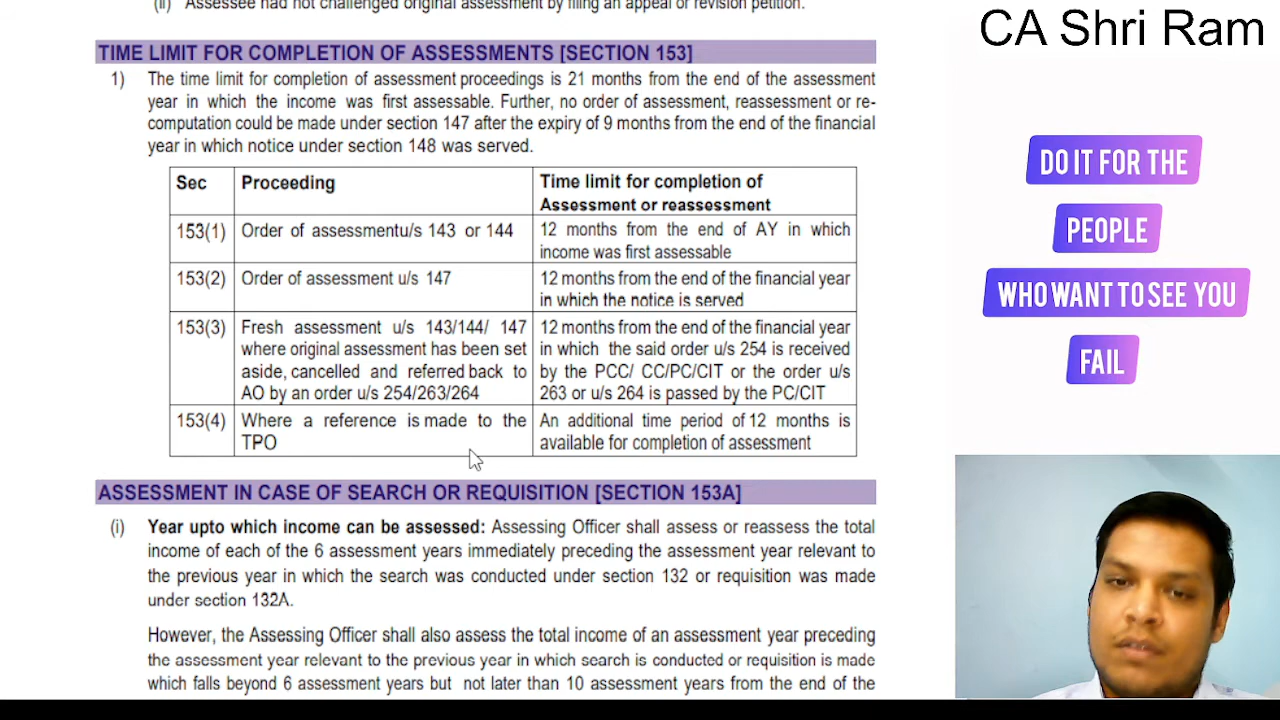 (ii) Assessee had not challenged original assessment by filing an appeal or revision petition.
TIME LIMIT FOR COMPLETION OF ASSESSMENTS [SECTION 153]
1) The time limit for completion of assessment proceedings is 21 months from the end of the assessment
year in which the income was first assessable. Further, no order of assessment, reassessment or re-
computation could be made under section 147 after the expiry of 9 months from the end of the financial
year in which notice under section 148 was served.
Sec
Proceeding
Time limit for completion of
Assessment or reassessment
153(1)
Order of assessmentu/s 143 or 144
12 months from the end of AY in which
income was first assessable
153(2)
Order of assessment u/s 147
12 months from the end of the financial year
in which the notice is served
153(3)
Fresh assessment u/s 143/144/ 147
where original assessment has been set
aside, cancelled and referred back to
AO by an order u/s 254/263/264
12 months from the end of the financial year
in which the said order u/s 254 is received
by the PCC/ CC/PC/CIT or the order u/s
263 or u/s 264 is passed by the PC/CIT
153(4)
Where a reference is made to the
TPO
An additional time period of 12 months is
available for completion of assessment
ASSESSMENT IN CASE OF SEARCH OR REQUISITION [SECTION 153A]
(i) Year upto which income can be assessed: Assessing Officer shall assess or reassess the total
income of each of the 6 assessment years immediately preceding the assessment year relevant to
the previous year in which the search was conducted under section 132 or requisition was made
under section 132A.
However, the Assessing Officer shall also assess the total income of an assessment year preceding
the assessment year relevant to the previous year in which search is conducted or requisition is made
which falls beyond 6 assessment years but not later than 10 assessment years from the end of the
CA Shri Ram
DO IT FOR THE
PEOPLE
WHO WANT TO SEE YOU
FAIL